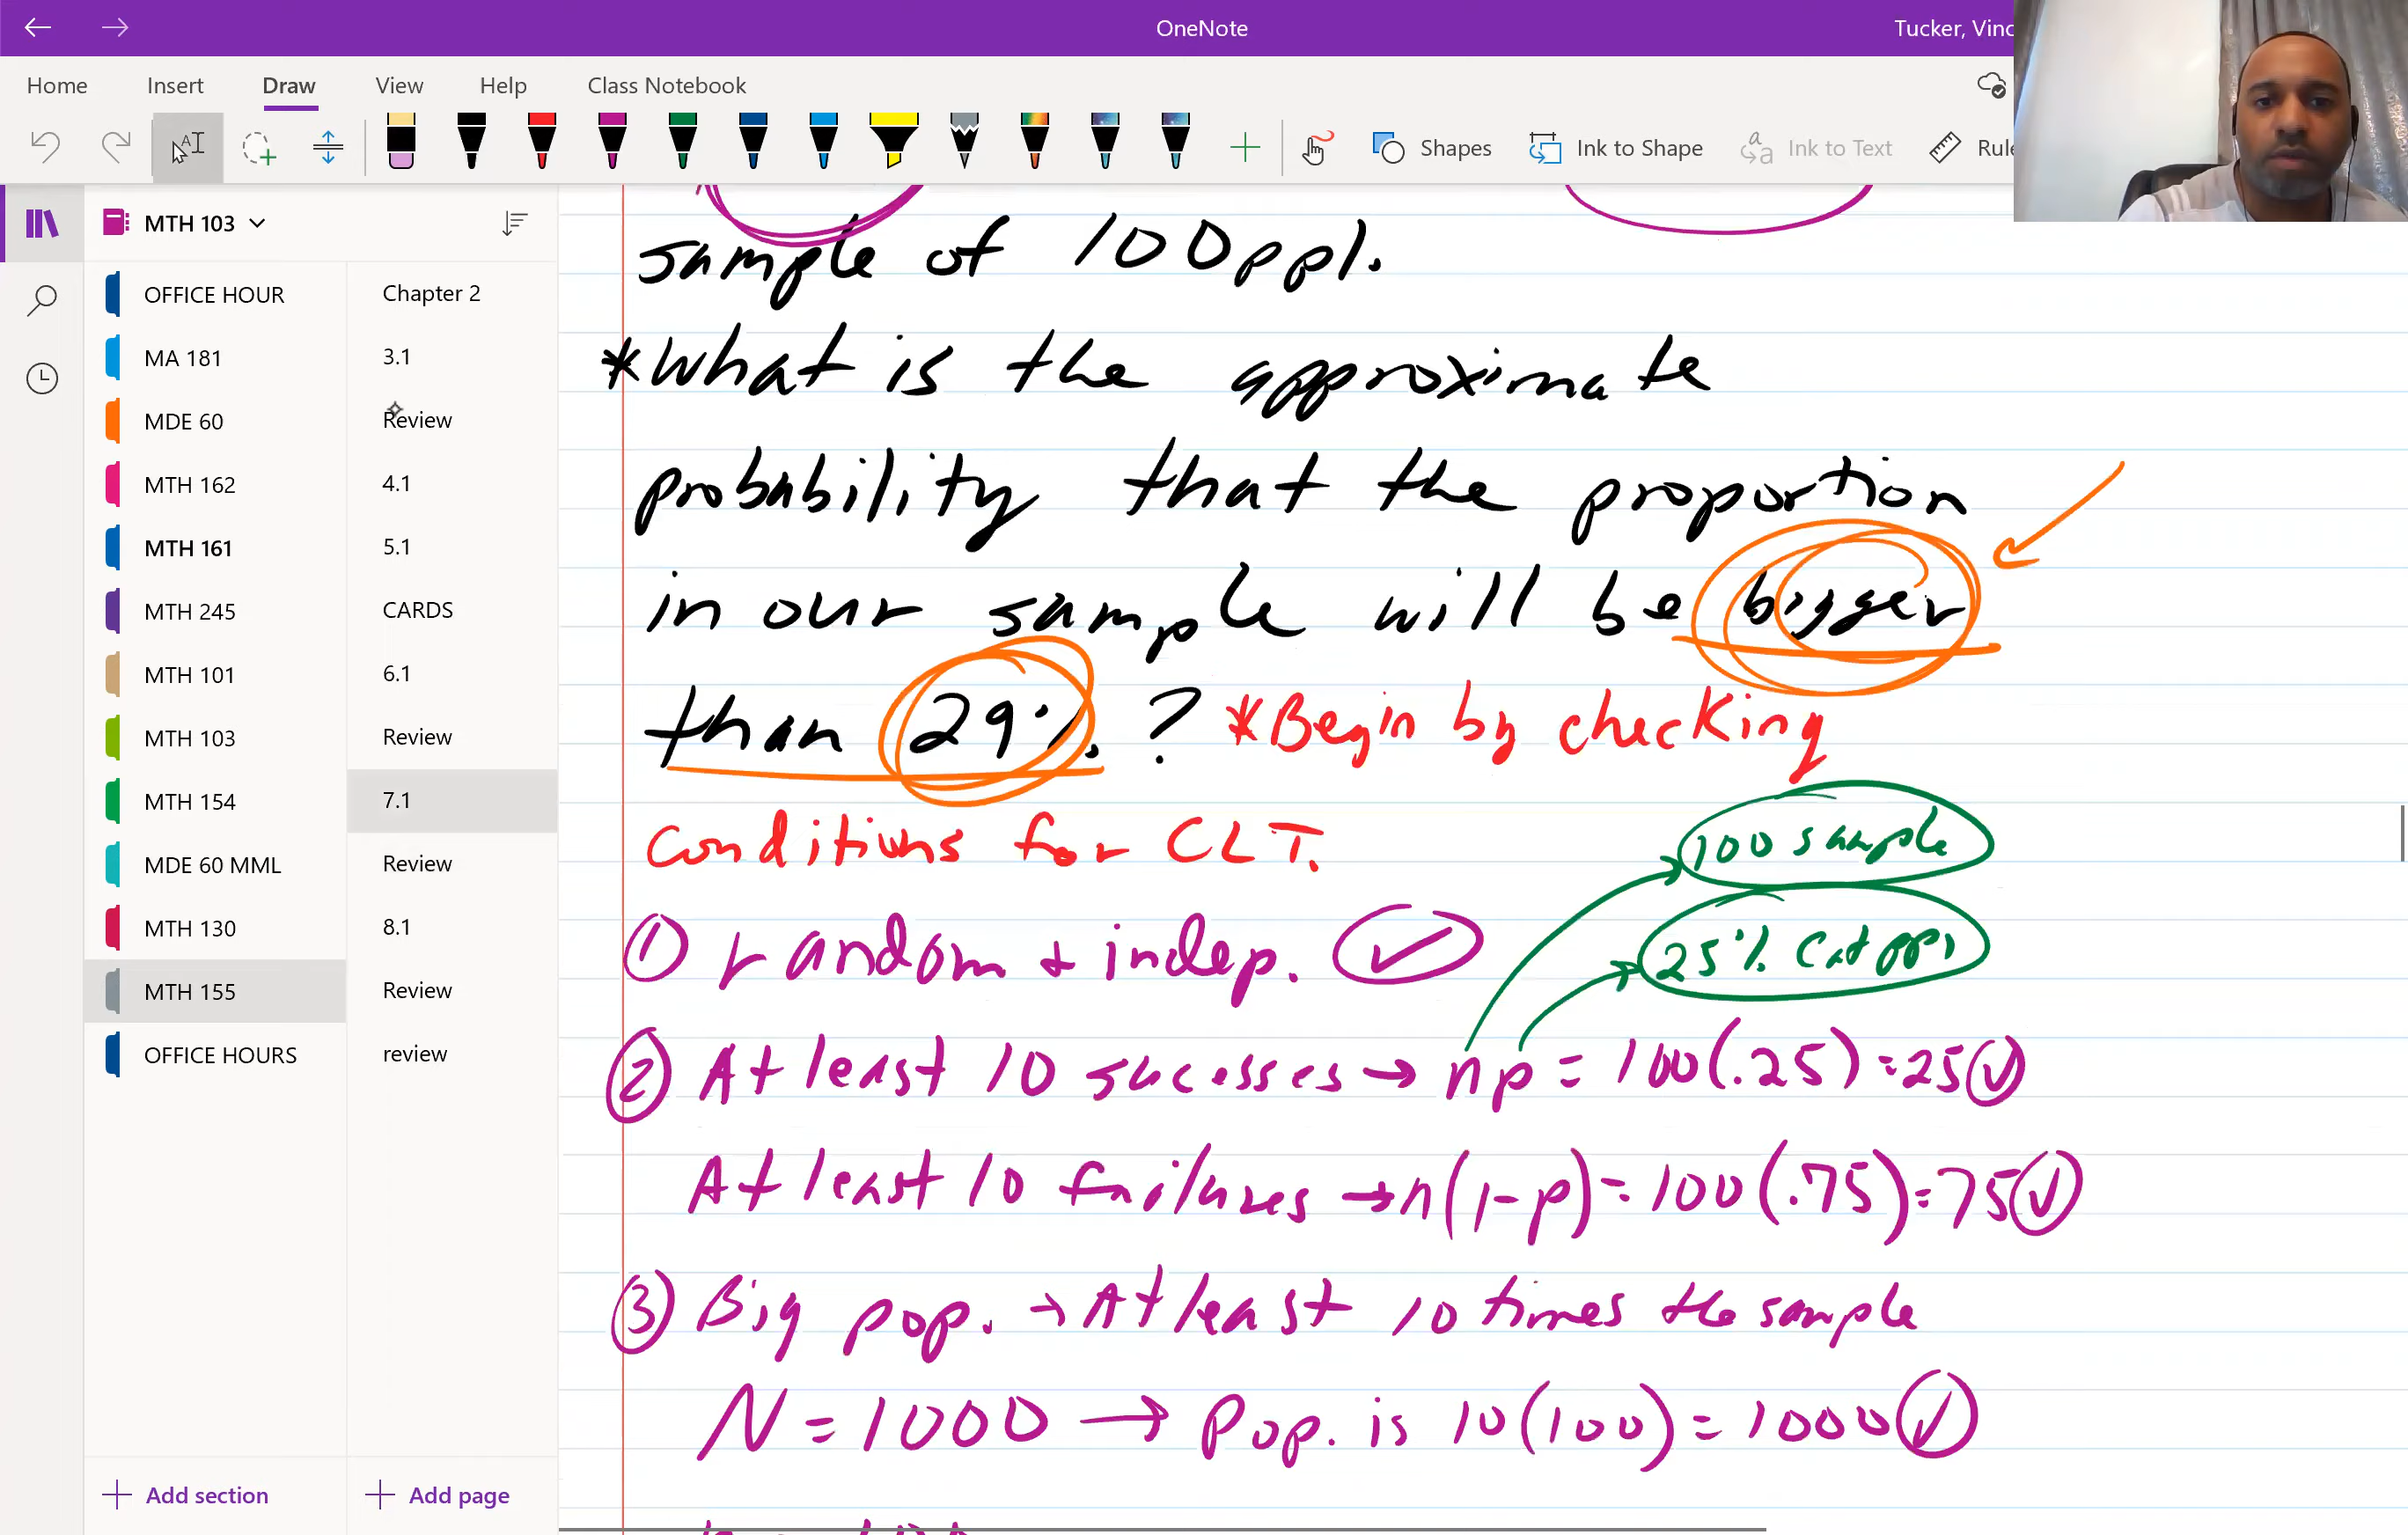 OneNote
Tucker, Vinc
Home Insert Draw View Help Class Notebook
Shapes Ink to Shape Ink to Text Rule
MTH 103
OFFICE HOUR
MA 181
MDE 60
MTH 162
MTH 161
MTH 245
MTH 101
MTH 103
MTH 154
MDE 60 MML
MTH 130
MTH 155
OFFICE HOURS
Add section
Chapter 2
3.1
Review
4.1
5.1
CARDS
6.1
Review
7.1
Review
8.1
Review
review
Add page
sample of 100ppl.
*What is the approximate
probability that the proportion
in our sample will be bigger
than 29%? *Begin by checking
conditions for CLT.
100 sample
25% Cat ppl
① random + indep. ✓
② At least 10 successes → np = 100(.25) = 25 ✓
At least 10 failures → n(1-p) = 100(.75) = 75 ✓
③ Big pop. → At least 10 times the sample
N = 1000 → Pop. is 10(100) = 1000 ✓